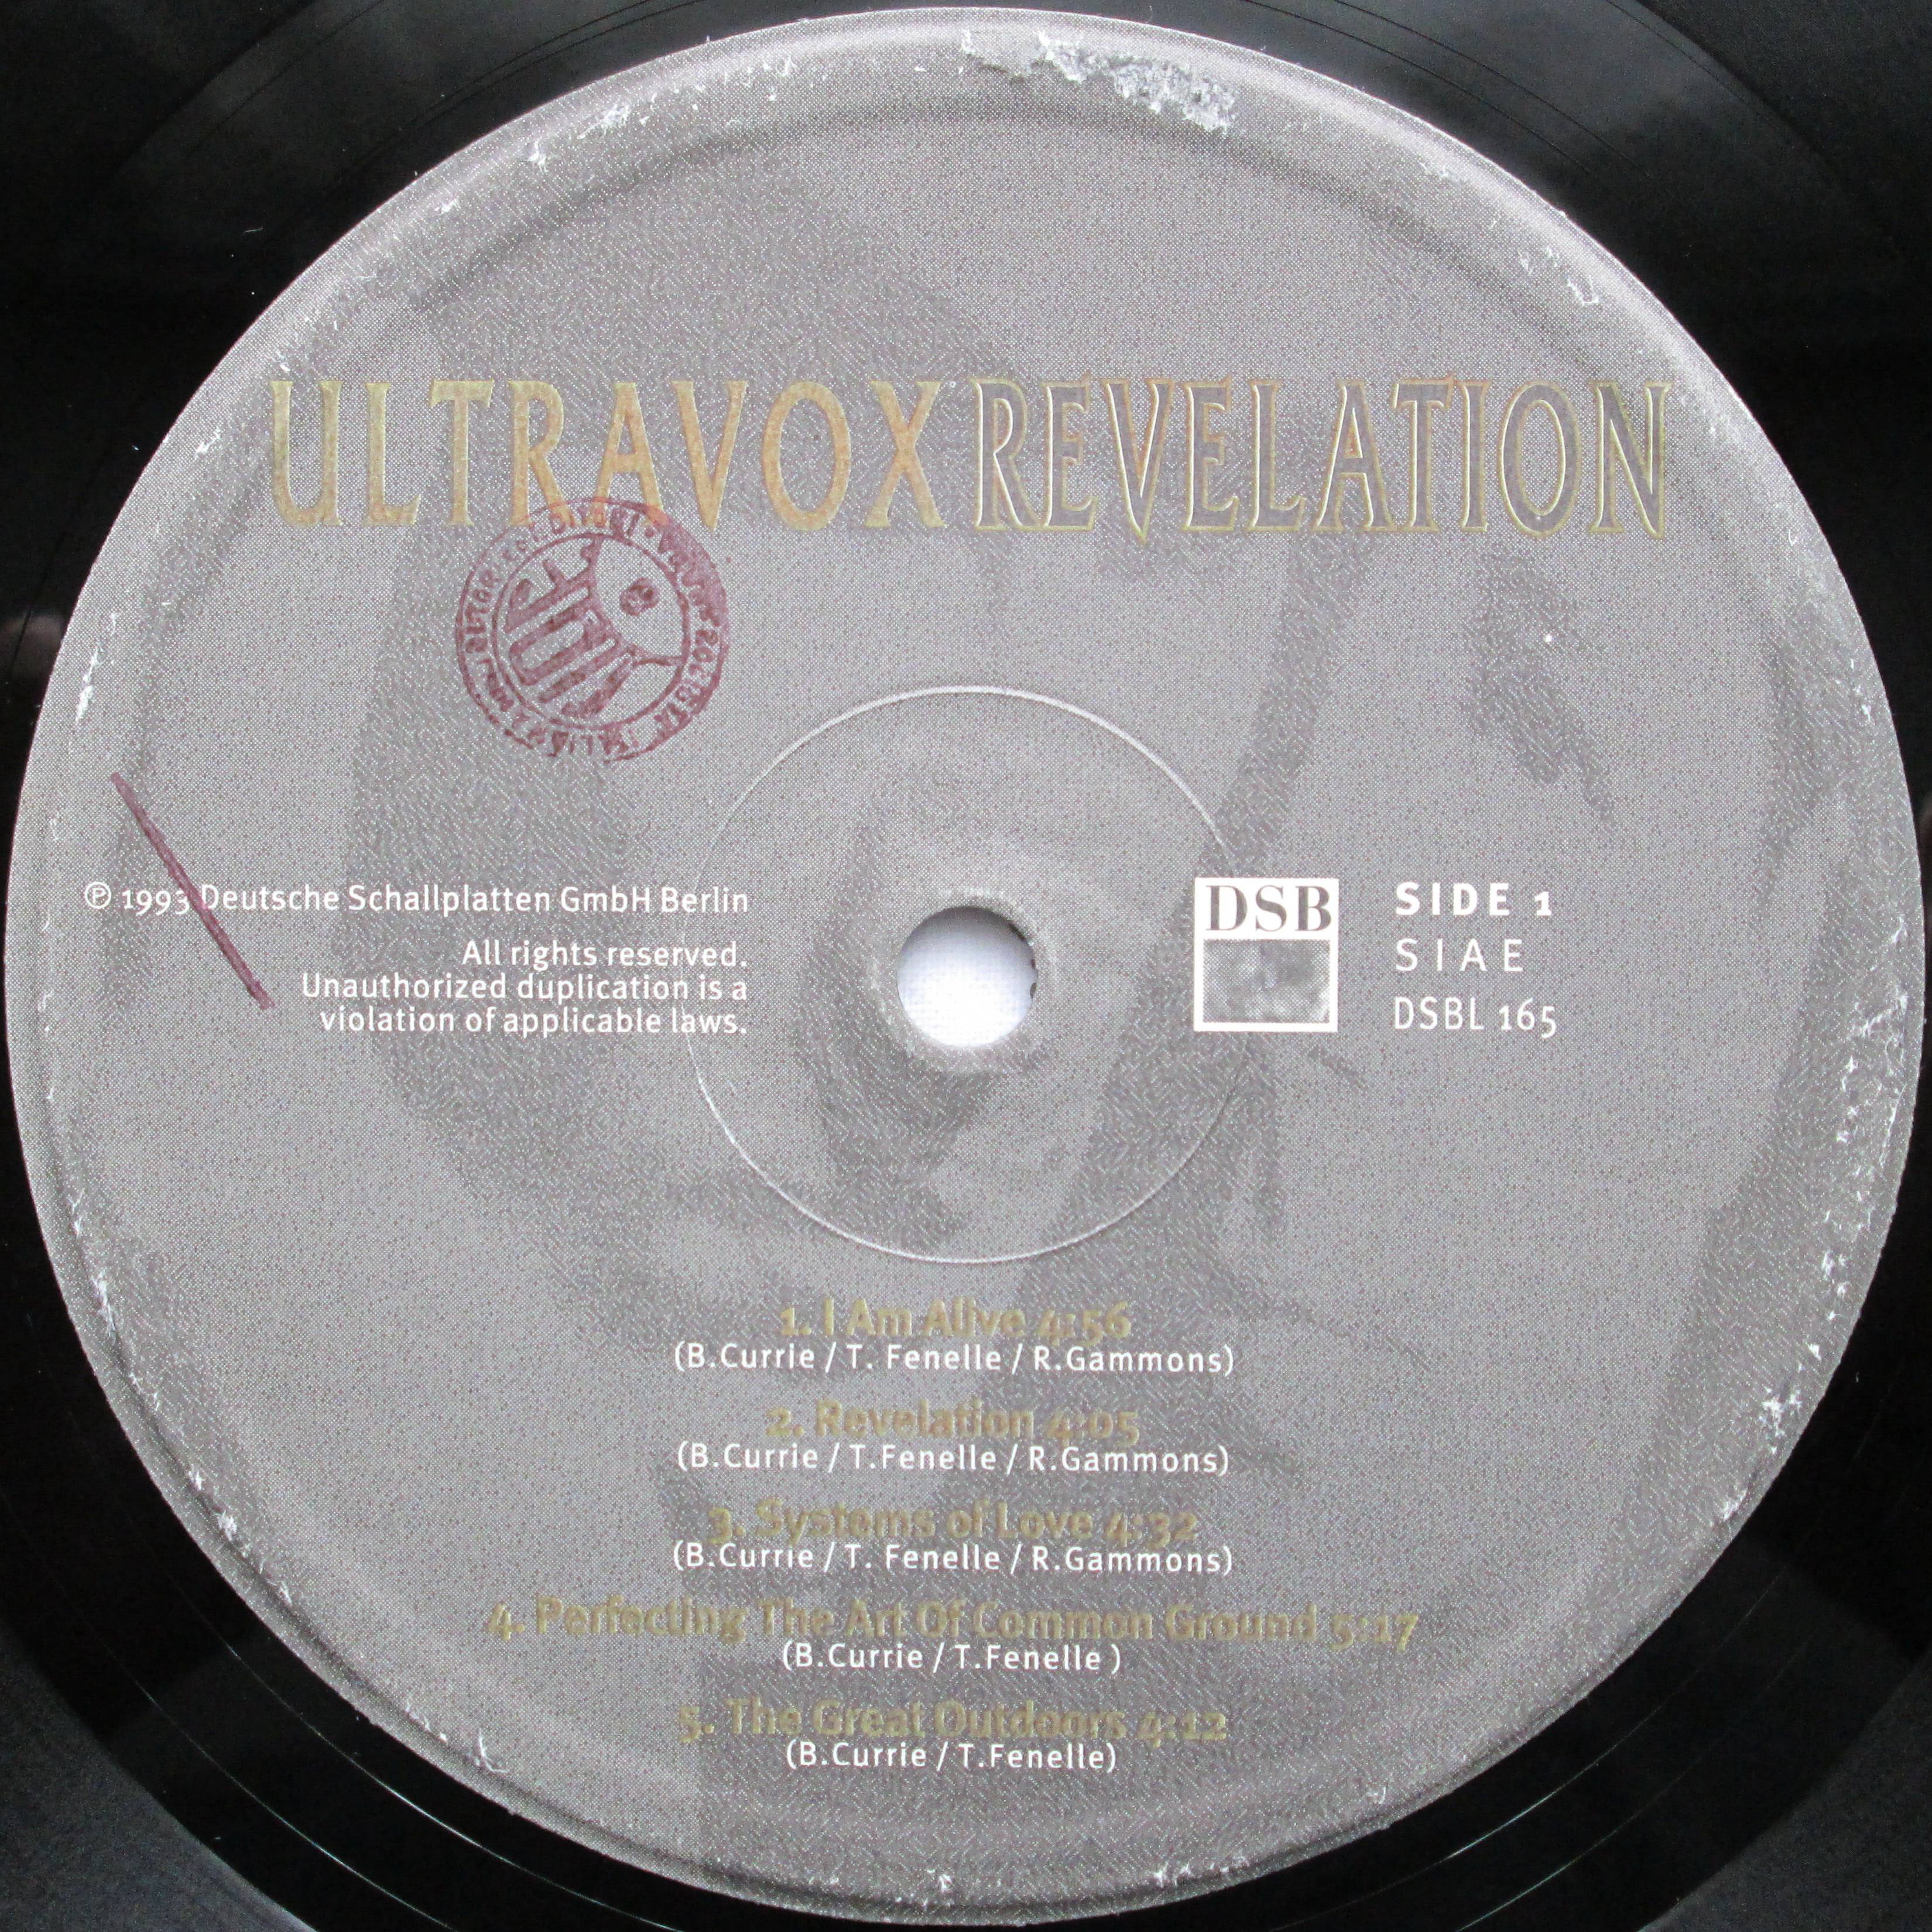 ULTRAVOX REVELATION
℗ 1993 Deutsche Schallplatten GmbH Berlin
All rights reserved.
Unauthorized duplication is a
violation of applicable laws.
DSB
SIDE 1
SIAE
DSBL 165
1. I Am Alive 4:56
(B.Currie / T. Fenelle / R.Gammons)
2. Revelation 4:05
(B.Currie / T.Fenelle / R.Gammons)
3. Systems of Love 4:32
(B.Currie / T. Fenelle / R.Gammons)
4. Perfecting The Art Of Common Ground 5:17
(B.Currie / T.Fenelle )
5. The Great Outdoors 4:12
(B.Currie / T.Fenelle)